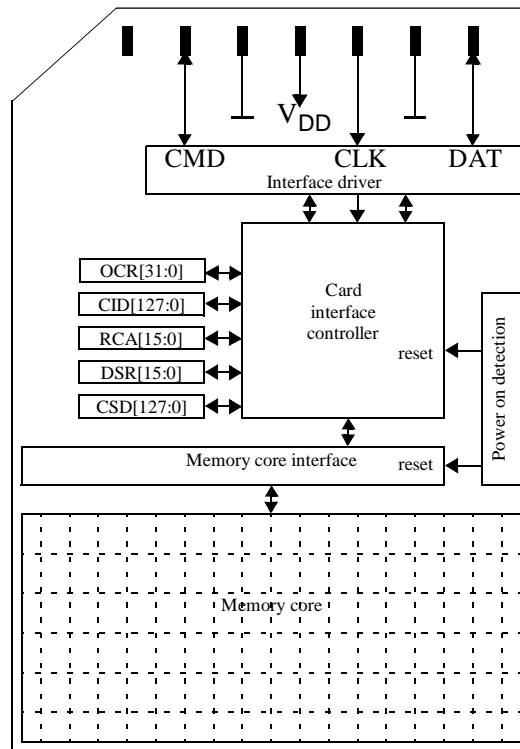 VDD
CMD CLK DAT
Interface driver
OCR[31:0]
CID[127:0]
RCA[15:0]
DSR[15:0]
CSD[127:0]
Card
interface
controller
reset
Power on detection
Memory core interface reset
Memory core